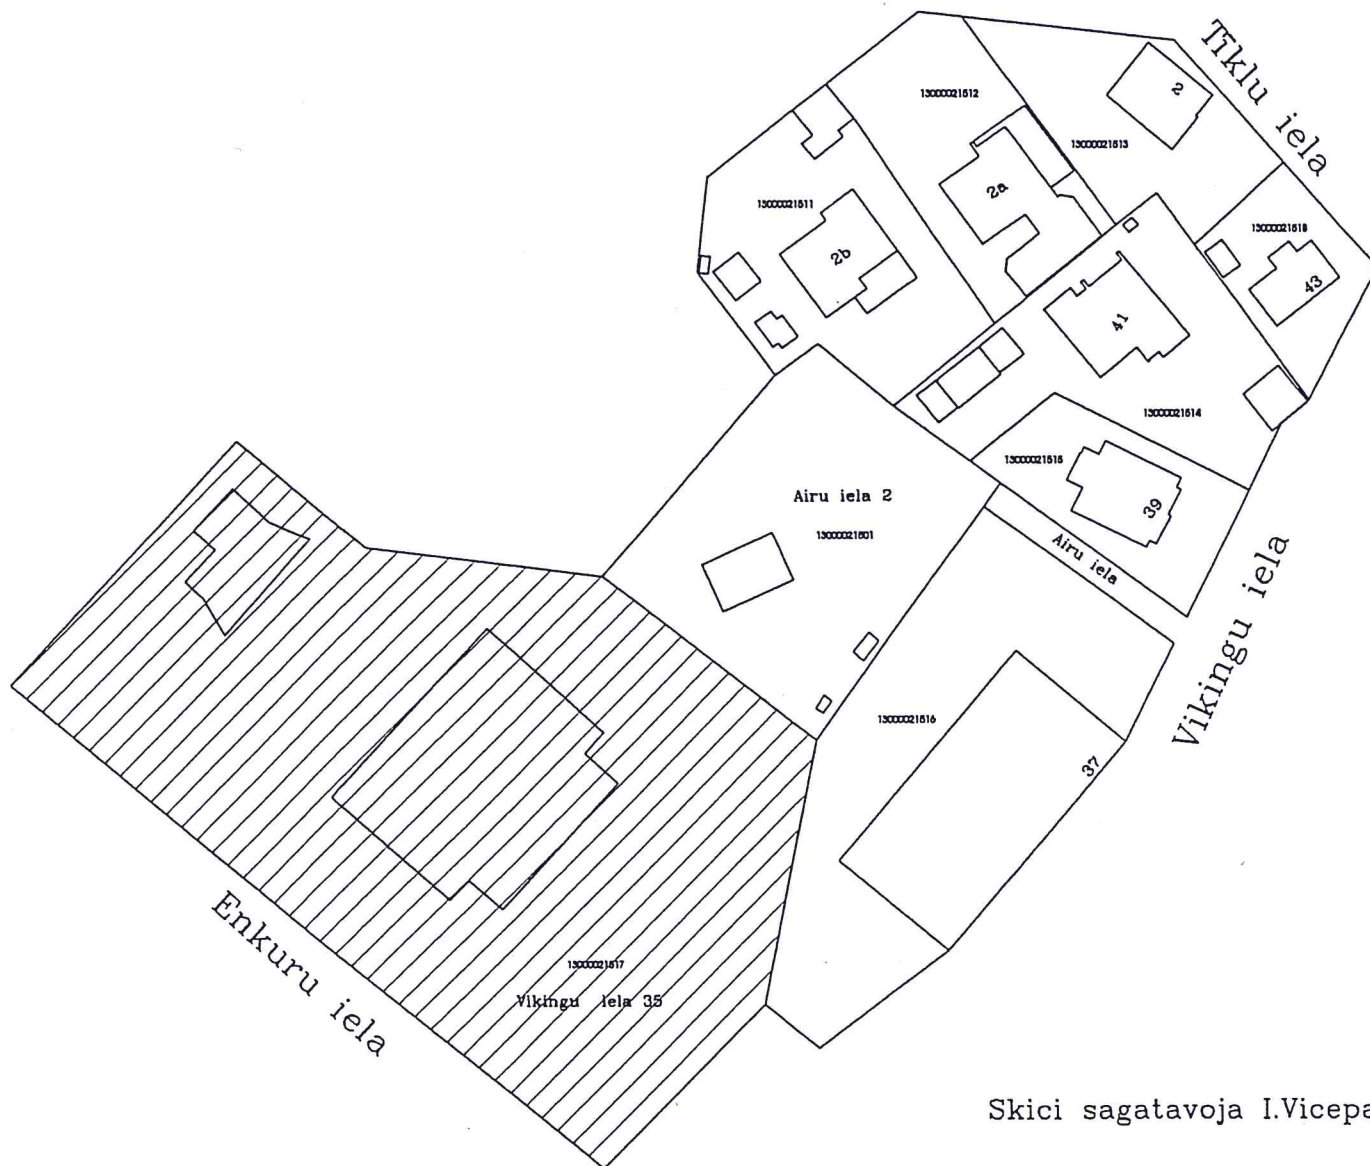 Tīklu iela
2
13000021512
13000021513
2a
13000021511
2b
13000021518
43
41
13000021514
13000021515
39
Airu iela 2
13000021501
Airu iela
Vikingu iela
13000021516
37
13000021517
Vikingu iela 35
Enkuru iela
Skici sagatavoja I.Vicepa